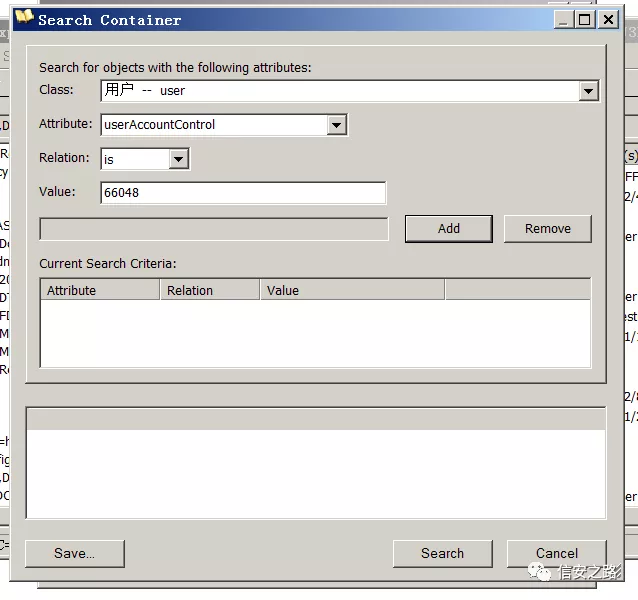 Search Container
Search for objects with the following attributes:
Class: 用户 -- user
Attribute: userAccountControl
Relation: is
Value: 66048
Add Remove
Current Search Criteria:
Attribute Relation Value
Save... Search Cancel
信安之路